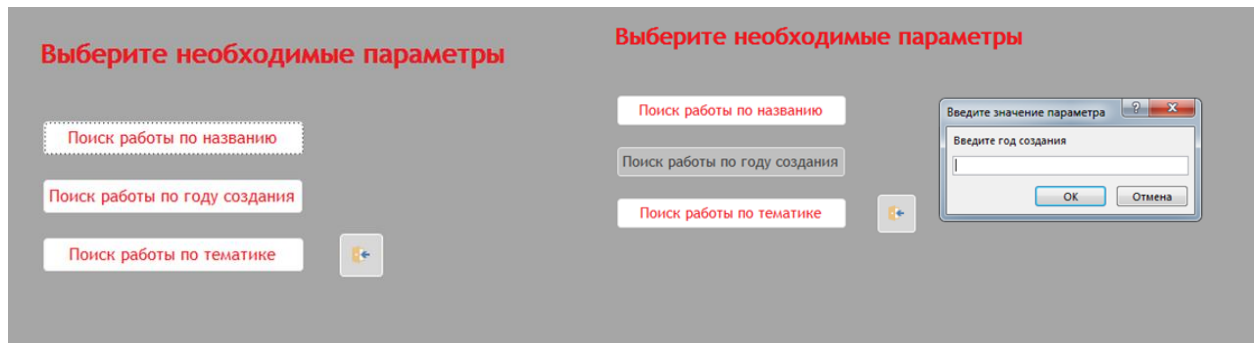 Выберите необходимые параметры
Поиск работы по названию
Поиск работы по году создания
Поиск работы по тематике
Выберите необходимые параметры
Поиск работы по названию
Поиск работы по году создания
Поиск работы по тематике
Введите значение параметра
?
Введите год создания
ОК
Отмена